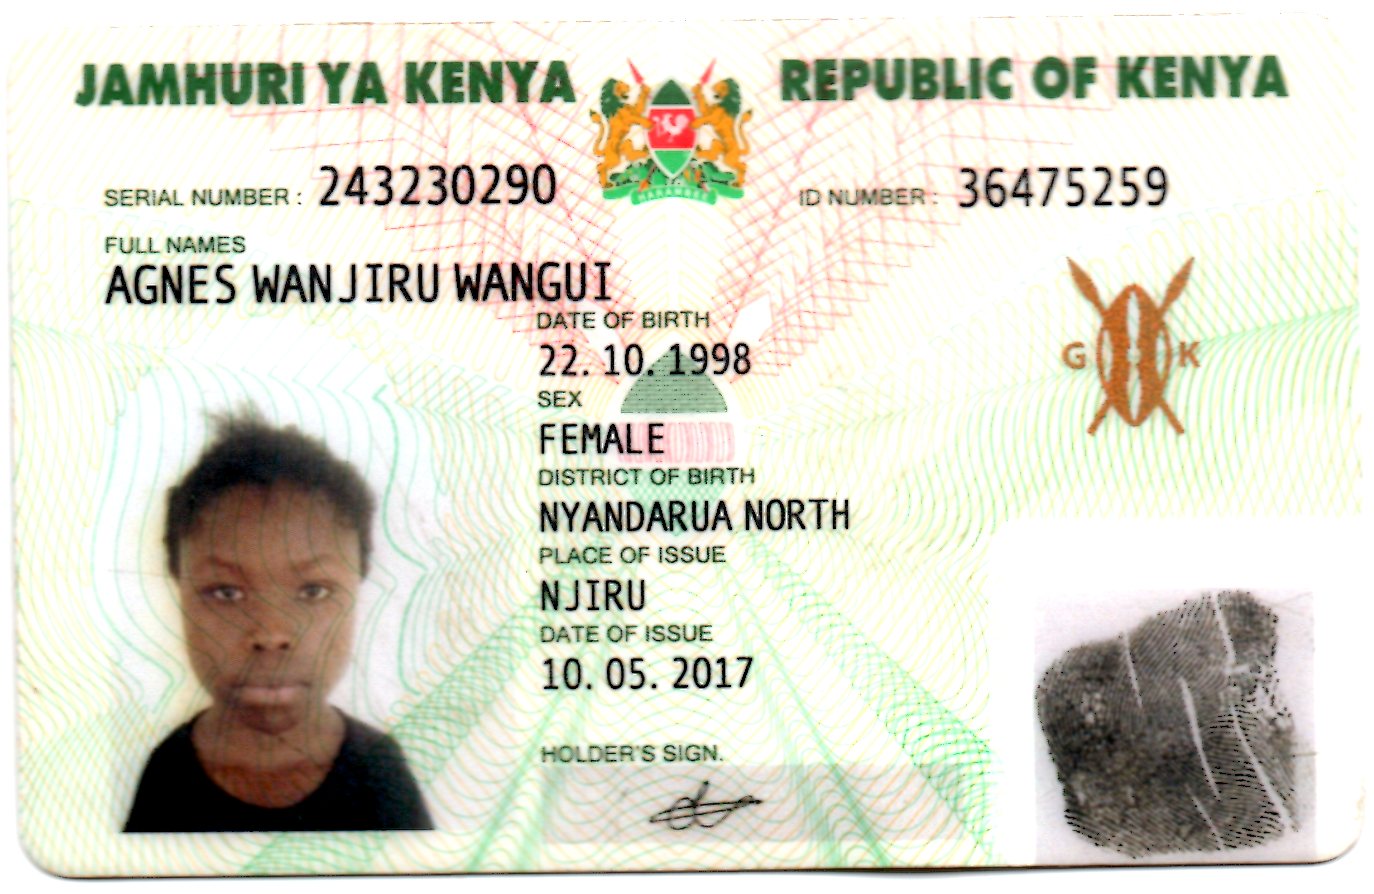 JAMHURI YA KENYA REPUBLIC OF KENYA
HARAMBEE
SERIAL NUMBER : 243230290 ID NUMBER : 36475259
FULL NAMES
AGNES WANJIRU WANGUI
DATE OF BIRTH
22. 10. 1998
SEX
FEMALE
DISTRICT OF BIRTH
NYANDARUA NORTH
PLACE OF ISSUE
NJIRU
DATE OF ISSUE
10. 05. 2017
HOLDER'S SIGN.
G K